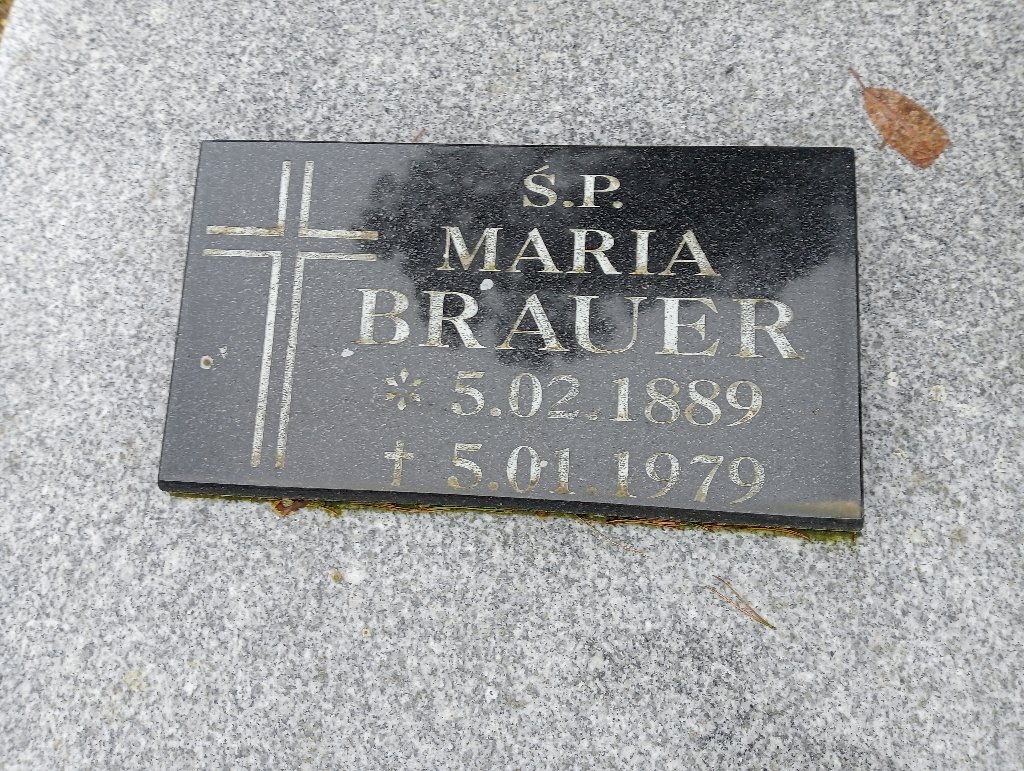 Ś.P.
MARIA
BRAUER
* 5.02.1889
† 5.01.1979